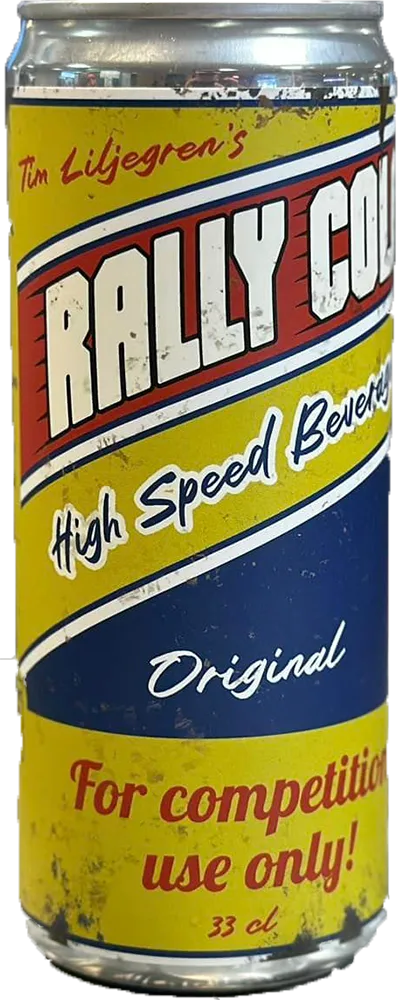 Tim Liljegren's
RALLY COL
High Speed Beverag
Original
For competition
use only!
33 cl